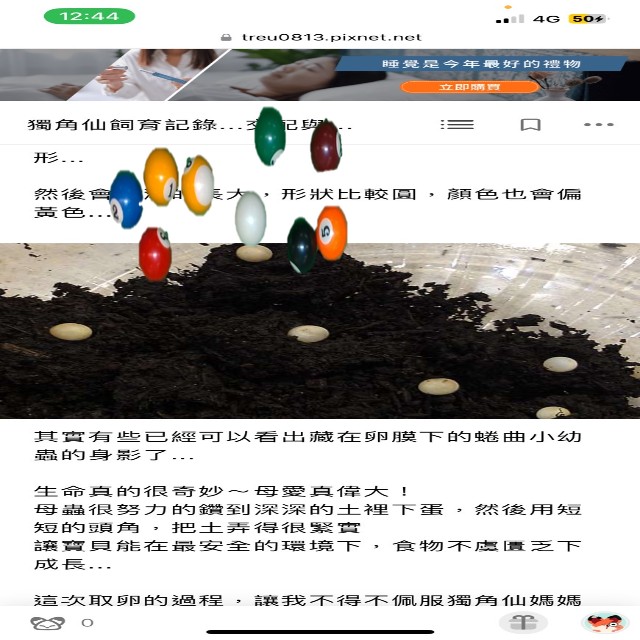 12:44
4G
50
treu0813.pixnet.net
睡覺是今年最好的禮物
立即購買
獨角仙飼育記錄...交配與...
形...
然後會 長大，形狀比較圓，顏色也會偏
黃色...
1
2
3
5
其實有些已經可以看出藏在卵膜下的蜷曲小幼
蟲的身影了...
生命真的很奇妙～母愛真偉大！
母蟲很努力的鑽到深深的土裡下蛋，然後用短
短的頭角，把土弄得很緊實
讓寶貝能在最安全的環境下，食物不虞匱乏下
成長...
這次取卵的過程，讓我不得不佩服獨角仙媽媽
0